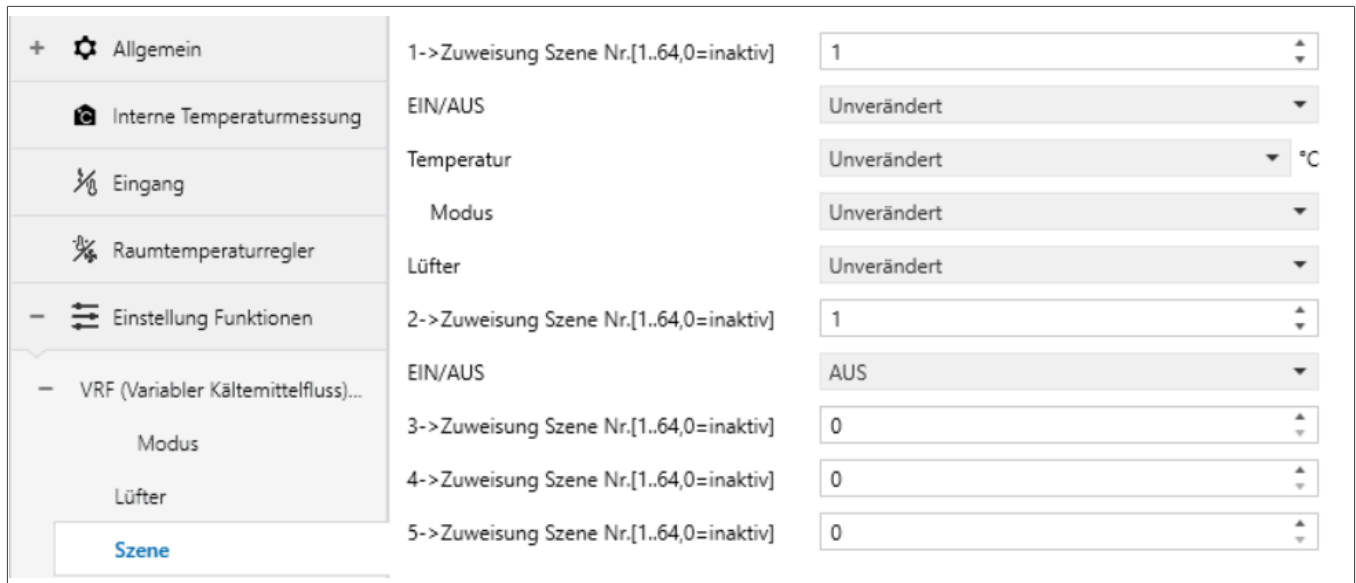 + Allgemein
Interne Temperaturmessung
Eingang
Raumtemperaturregler
− Einstellung Funktionen
− VRF (Variabler Kältemittelfluss)...
Modus
Lüfter
Szene
1->Zuweisung Szene Nr.[1..64,0=inaktiv] 1
EIN/AUS Unverändert
Temperatur Unverändert °C
Modus Unverändert
Lüfter Unverändert
2->Zuweisung Szene Nr.[1..64,0=inaktiv] 1
EIN/AUS AUS
3->Zuweisung Szene Nr.[1..64,0=inaktiv] 0
4->Zuweisung Szene Nr.[1..64,0=inaktiv] 0
5->Zuweisung Szene Nr.[1..64,0=inaktiv] 0